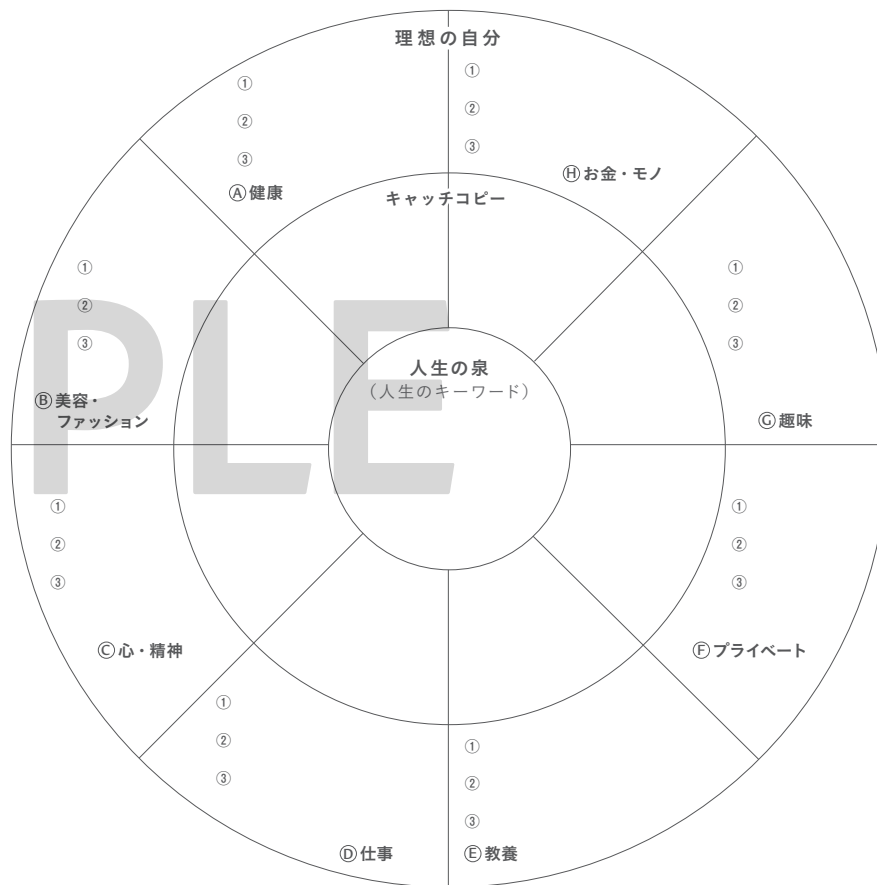 理想の自分
①
②
③
Ⓐ健康
①
②
③
Ⓗお金・モノ
キャッチコピー
①
②
③
Ⓑ美容・
ファッション
人生の泉
(人生のキーワード)
①
②
③
Ⓖ趣味
①
②
③
Ⓒ心・精神
①
②
③
Ⓕプライベート
①
②
③
Ⓓ仕事
①
②
③
Ⓔ教養
PLE